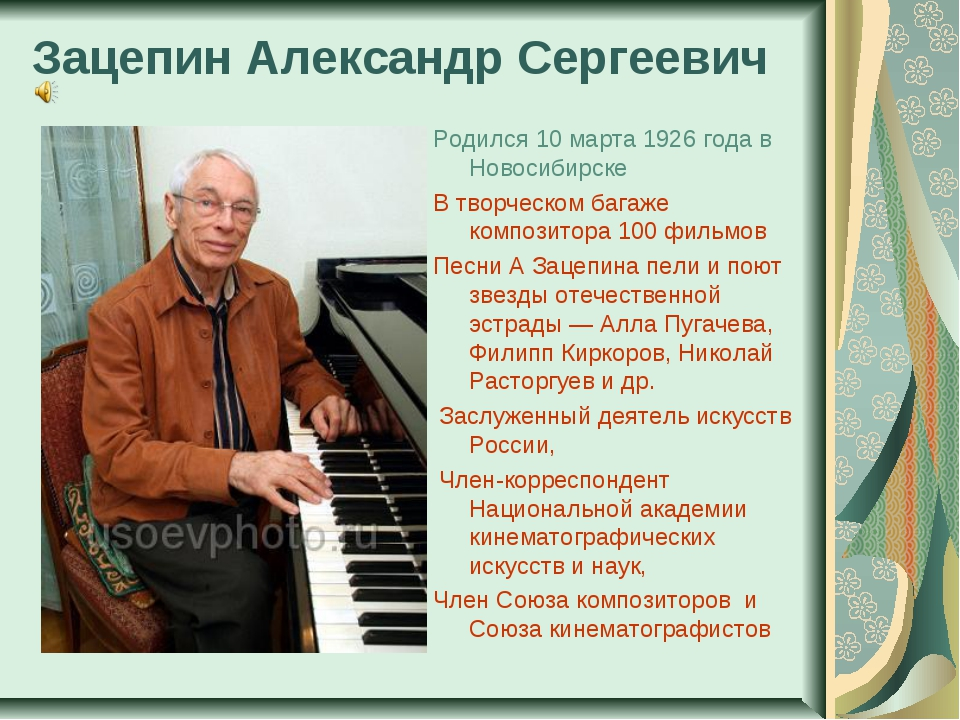 Зацепин Александр Сергеевич
Родился 10 марта 1926 года в
Новосибирске
В творческом багаже
композитора 100 фильмов
Песни А Зацепина пели и поют
звезды отечественной
эстрады — Алла Пугачева,
Филипп Киркоров, Николай
Расторгуев и др.
Заслуженный деятель искусств
России,
Член-корреспондент
Национальной академии
кинематографических
искусств и наук,
Член Союза композиторов  и
Союза кинематографистов
usoevphoto.ru